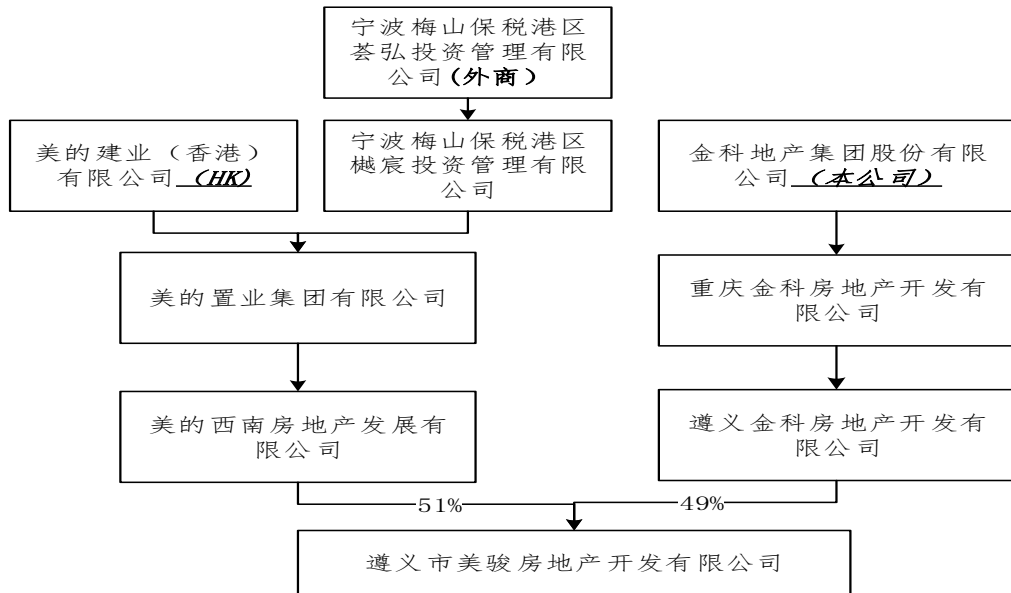 宁波梅山保税港区
荟弘投资管理有限
公司(外商)
美的建业（香港）
有限公司 (HK)
宁波梅山保税港区
樾宸投资管理有限
公司
金科地产集团股份有限
公司 (本公司)
美的置业集团有限公司
重庆金科房地产开发有
限公司
美的西南房地产发展有
限公司
遵义金科房地产开发有
限公司
51%
49%
遵义市美骏房地产开发有限公司